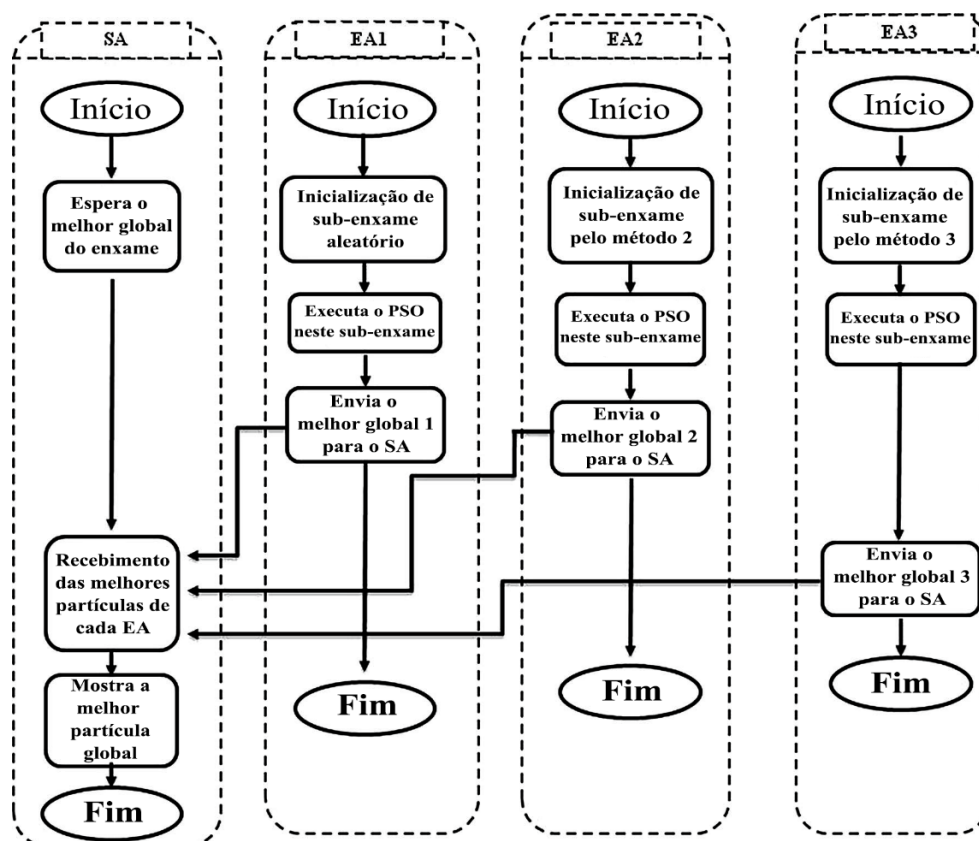 SA
Início
Espera o
melhor global
do enxame
Recebimento
das melhores
partículas de
cada EA
Mostra a
melhor
partícula
global
Fim
EA1
Início
Inicialização de
sub-enxame
aleatório
Executa o PSO
neste sub-enxame
Envia o
melhor global 1
para o SA
Fim
EA2
Início
Inicialização de
sub-enxame
pelo método 2
Executa o PSO
neste sub-enxame
Envia o
melhor global 2
para o SA
Fim
EA3
Início
Inicialização de
sub-enxame
pelo método 3
Executa o PSO
neste sub-enxame
Envia o
melhor global 3
para o SA
Fim